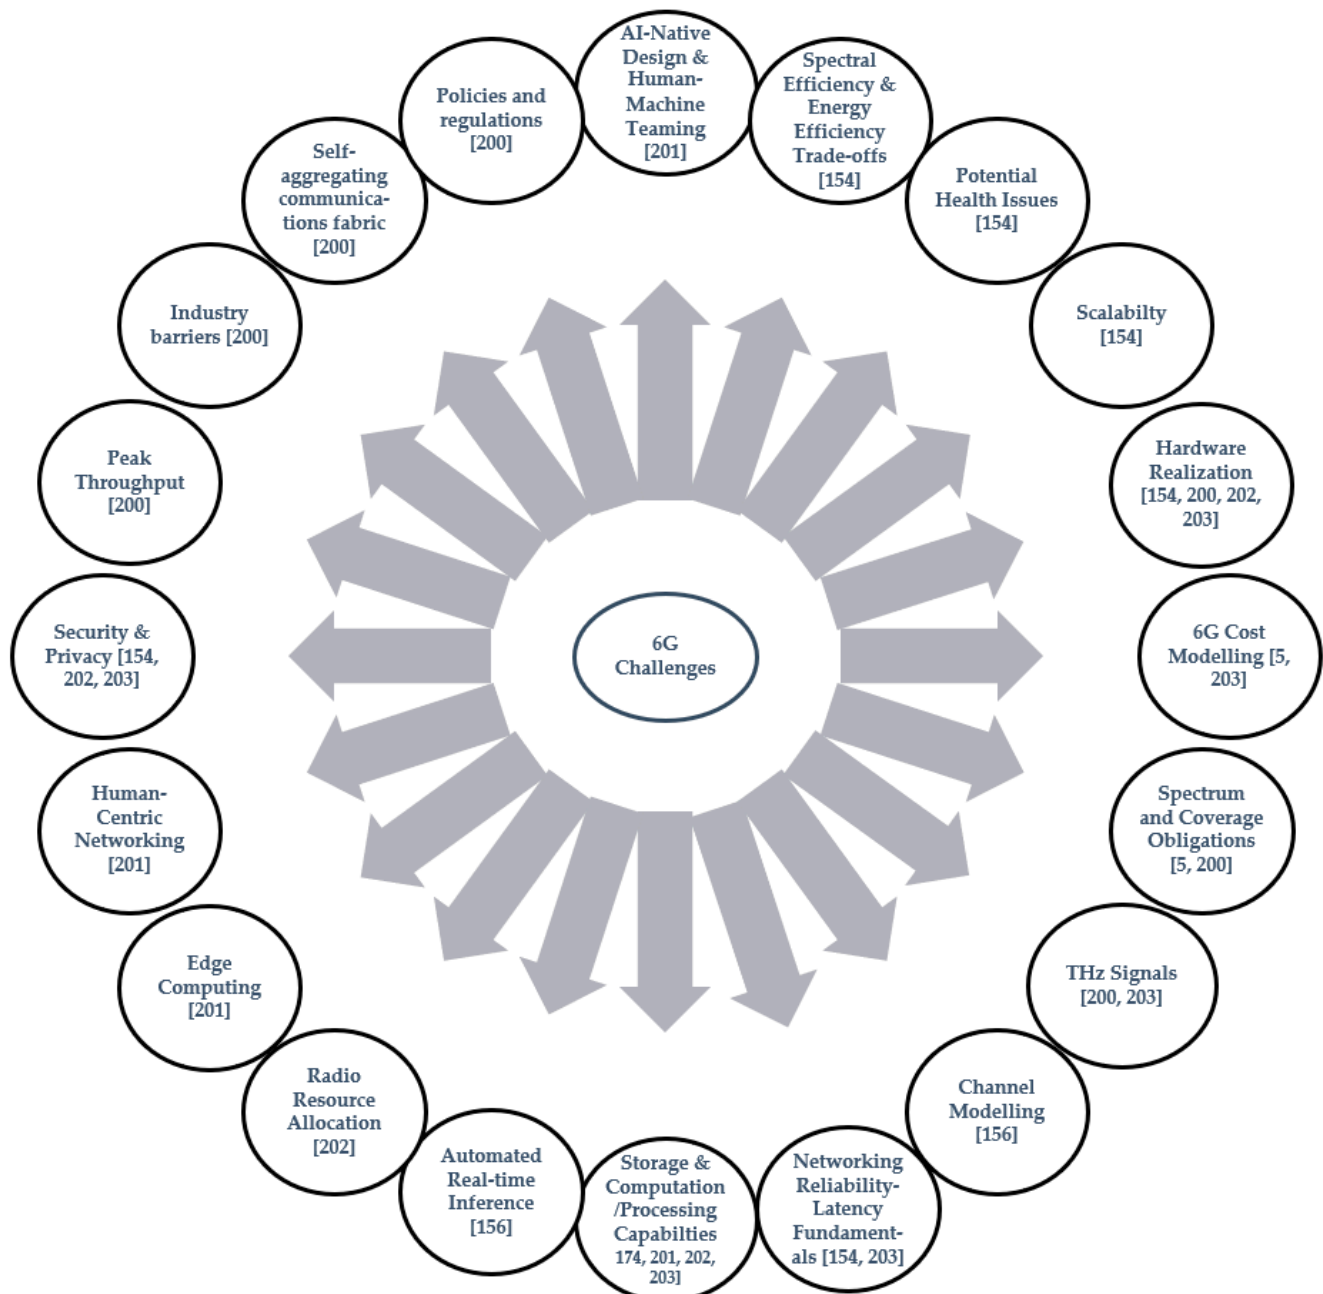 AI-Native
Design &
Human-
Machine
Teaming
[201]
Spectral
Efficiency &
Energy
Efficiency
Trade-offs
[154]
Potential
Health Issues
[154]
Scalabilty
[154]
Hardware
Realization
[154, 200, 202,
203]
6G Cost
Modelling [5,
203]
Spectrum
and Coverage
Obligations
[5, 200]
THz Signals
[200, 203]
Channel
Modelling
[156]
Networking
Reliability-
Latency
Fundament-
als [154, 203]
Storage &
Computation
/Processing
Capabilties
174, 201, 202,
203]
Automated
Real-time
Inference
[156]
Radio
Resource
Allocation
[202]
Edge
Computing
[201]
Human-
Centric
Networking
[201]
Security &
Privacy [154,
202, 203]
Peak
Throughput
[200]
Industry
barriers [200]
Self-
aggregating
communica-
tions fabric
[200]
Policies and
regulations
[200]
6G
Challenges